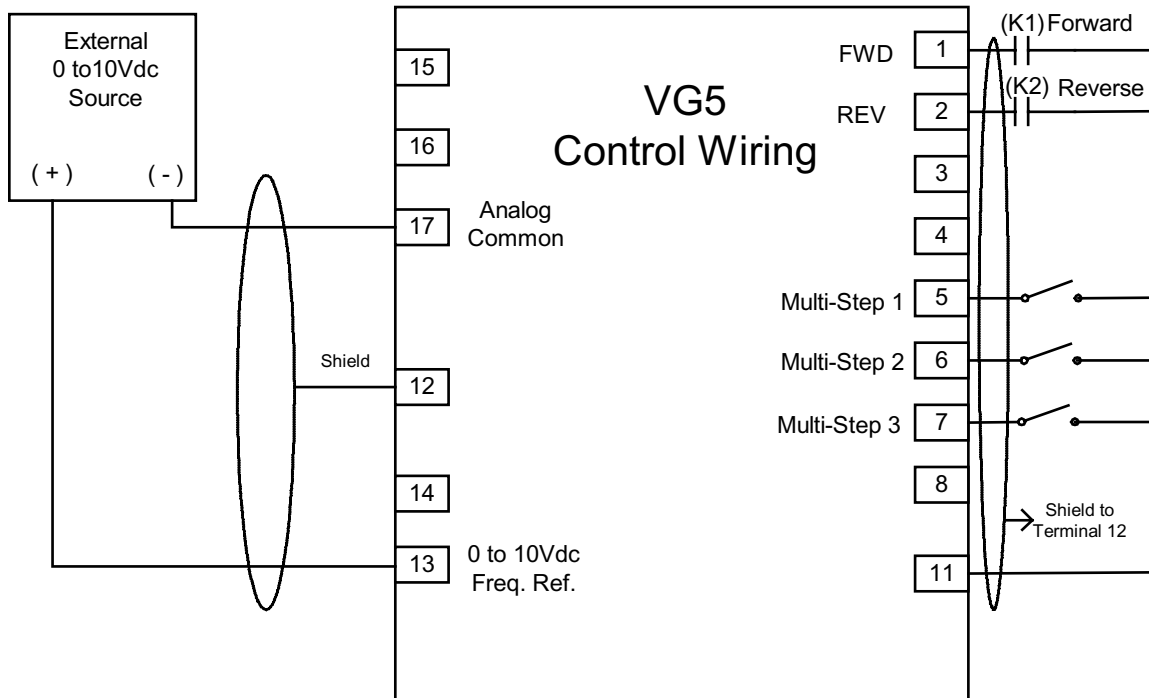 External
0 to10Vdc
Source
( + ) ( - )
15
16
17
Analog
Common
Shield
12
14
13
0 to 10Vdc
Freq. Ref.
VG5
Control Wiring
FWD 1 (K1) Forward
REV 2 (K2) Reverse
3
4
Multi-Step 1 5
Multi-Step 2 6
Multi-Step 3 7
8
Shield to
Terminal 12
11